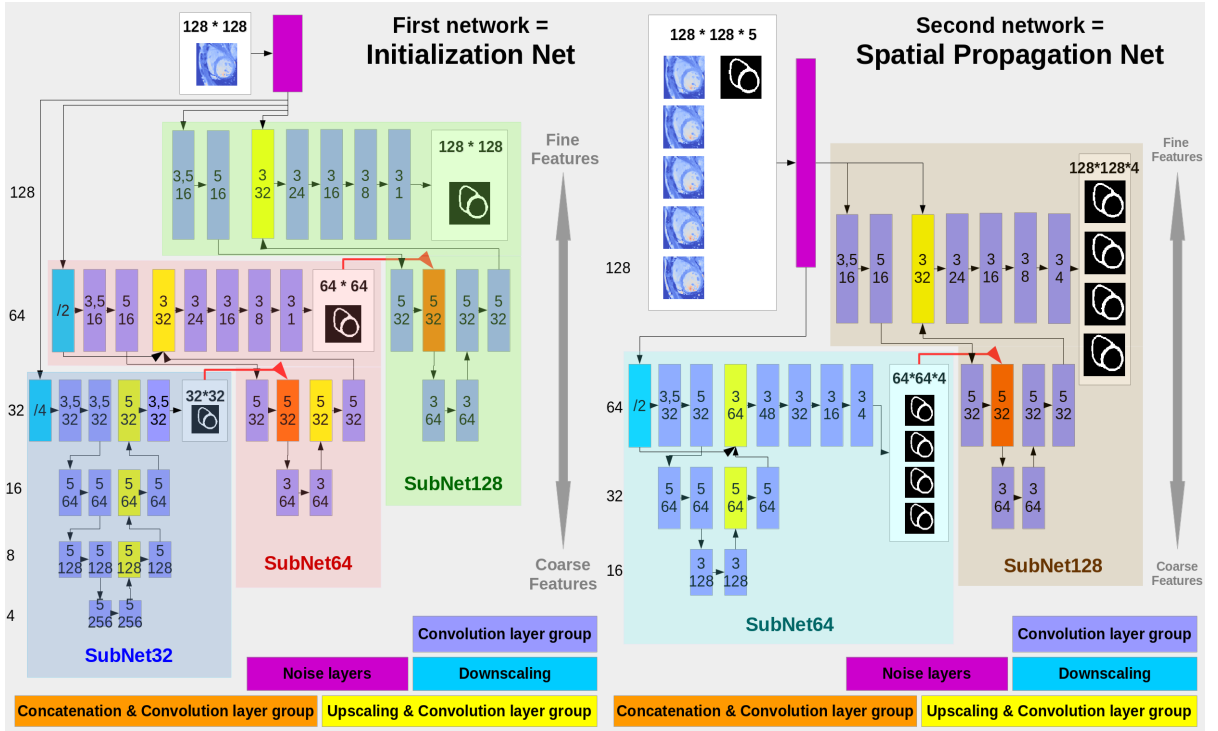 First network =
Initialization Net
128 * 128
Fine
Features
128
3,5 5 3 3 3 3 3
16 16 32 24 16 8 1
128 * 128
64
/2
3,5 5 3 3 3 3 3
16 16 32 24 16 8 1
64 * 64
5 5 5 5
32 32 32 32
32
/4
3,5 3,5 5 3,5
32 32 32 32
32*32
5 5 5 5
32 32 32 32
3 3
64 64
16
5 5 5 5
64 64 64 64
3 3
64 64
SubNet128
8
5 5 5 5
128 128 128 128
SubNet64
4
5 5
256 256
SubNet32
Coarse
Features
Convolution layer group
Noise layers
Downscaling
Concatenation & Convolution layer group
Upscaling & Convolution layer group
Second network =
Spatial Propagation Net
128 * 128 * 5
Fine
Features
128
3,5 5 3 3 3 3 3
16 16 32 24 16 8 4
128*128*4
64
/2
3,5 5 3 3 3 3 3
32 32 64 48 32 16 4
64*64*4
5 5 5 5
32 32 32 32
32
5 5 5 5
64 64 64 64
3 3
64 64
16
3 3
128 128
SubNet128
SubNet64
Coarse
Features
Convolution layer group
Noise layers
Downscaling
Concatenation & Convolution layer group
Upscaling & Convolution layer group